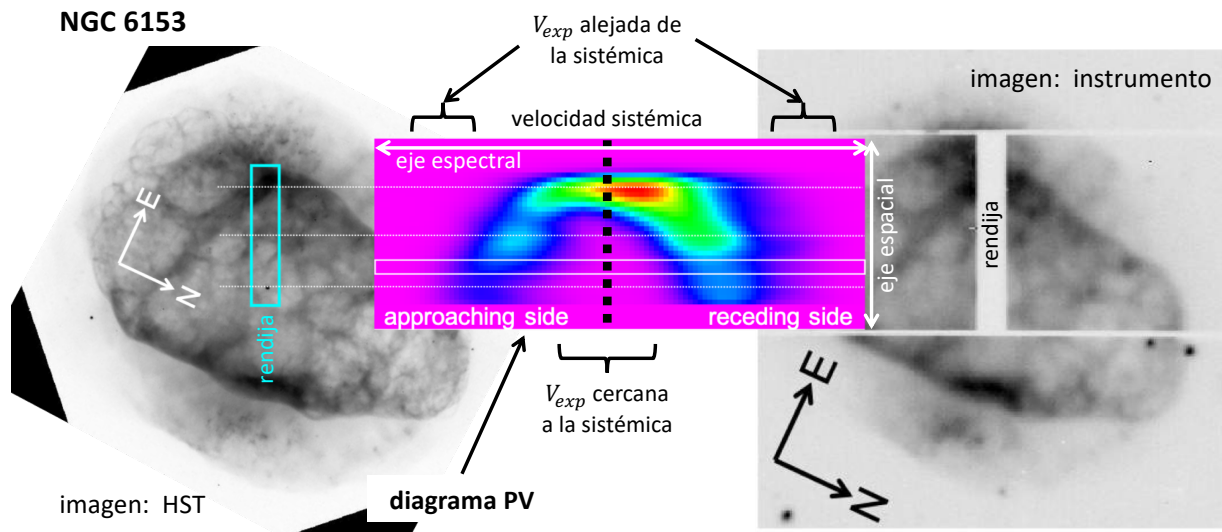 NGC 6153
V_exp alejada de
la sistémica
imagen: instrumento
velocidad sistémica
eje espectral
E
N
rendija
eje espacial
rendija
approaching side
receding side
V_exp cercana
a la sistémica
E
N
imagen: HST
diagrama PV